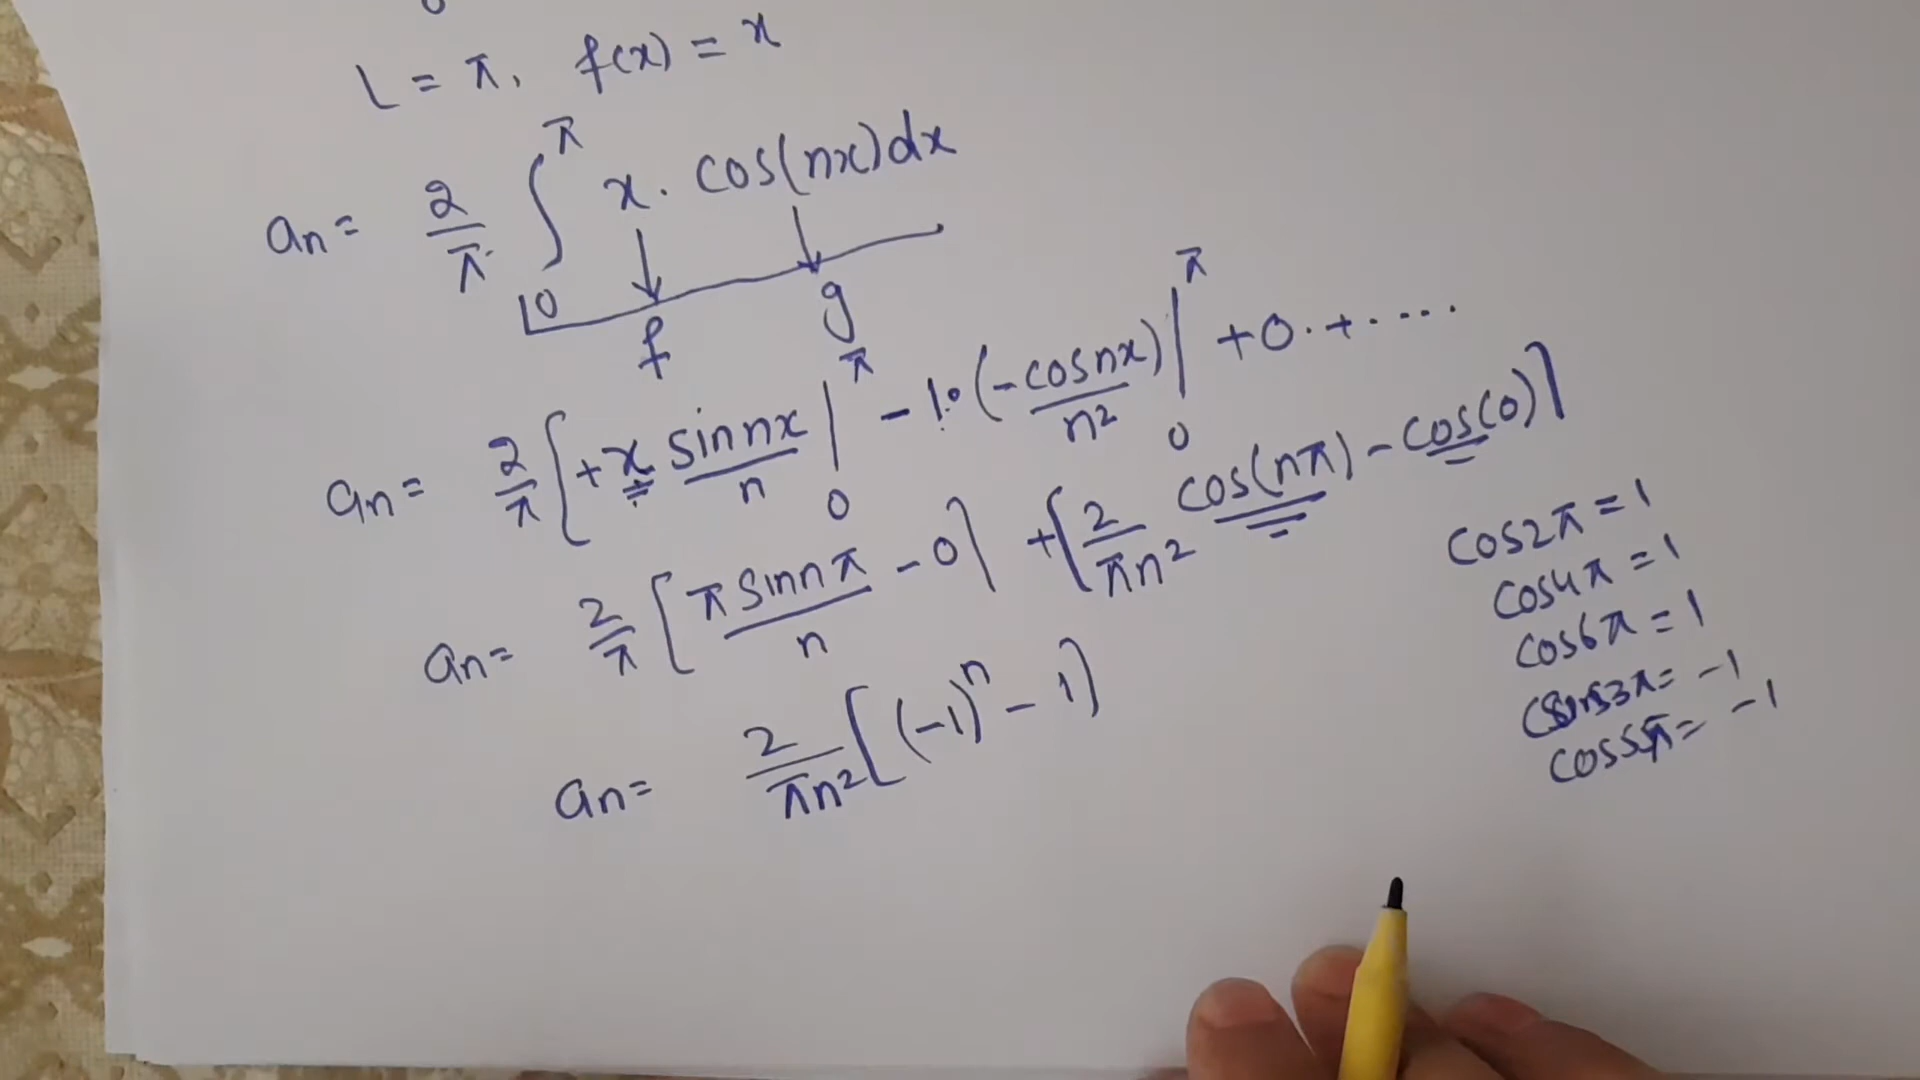 L = π, f(x) = x
an = 2/π ∫₀^π x. cos(nx)dx
f g
an = 2/π [+x sin nx/n |₀^π - 1.(-cos nx/n²) |₀^π + 0. + ....
an = 2/π [π sin nπ/n - 0] + [2/πn² cos(nπ) - cos(0)]
an = 2/πn² [(-1)^n - 1]
cos2π = 1
cos4π = 1
cos6π = 1
3π = -1
cos5π = -1